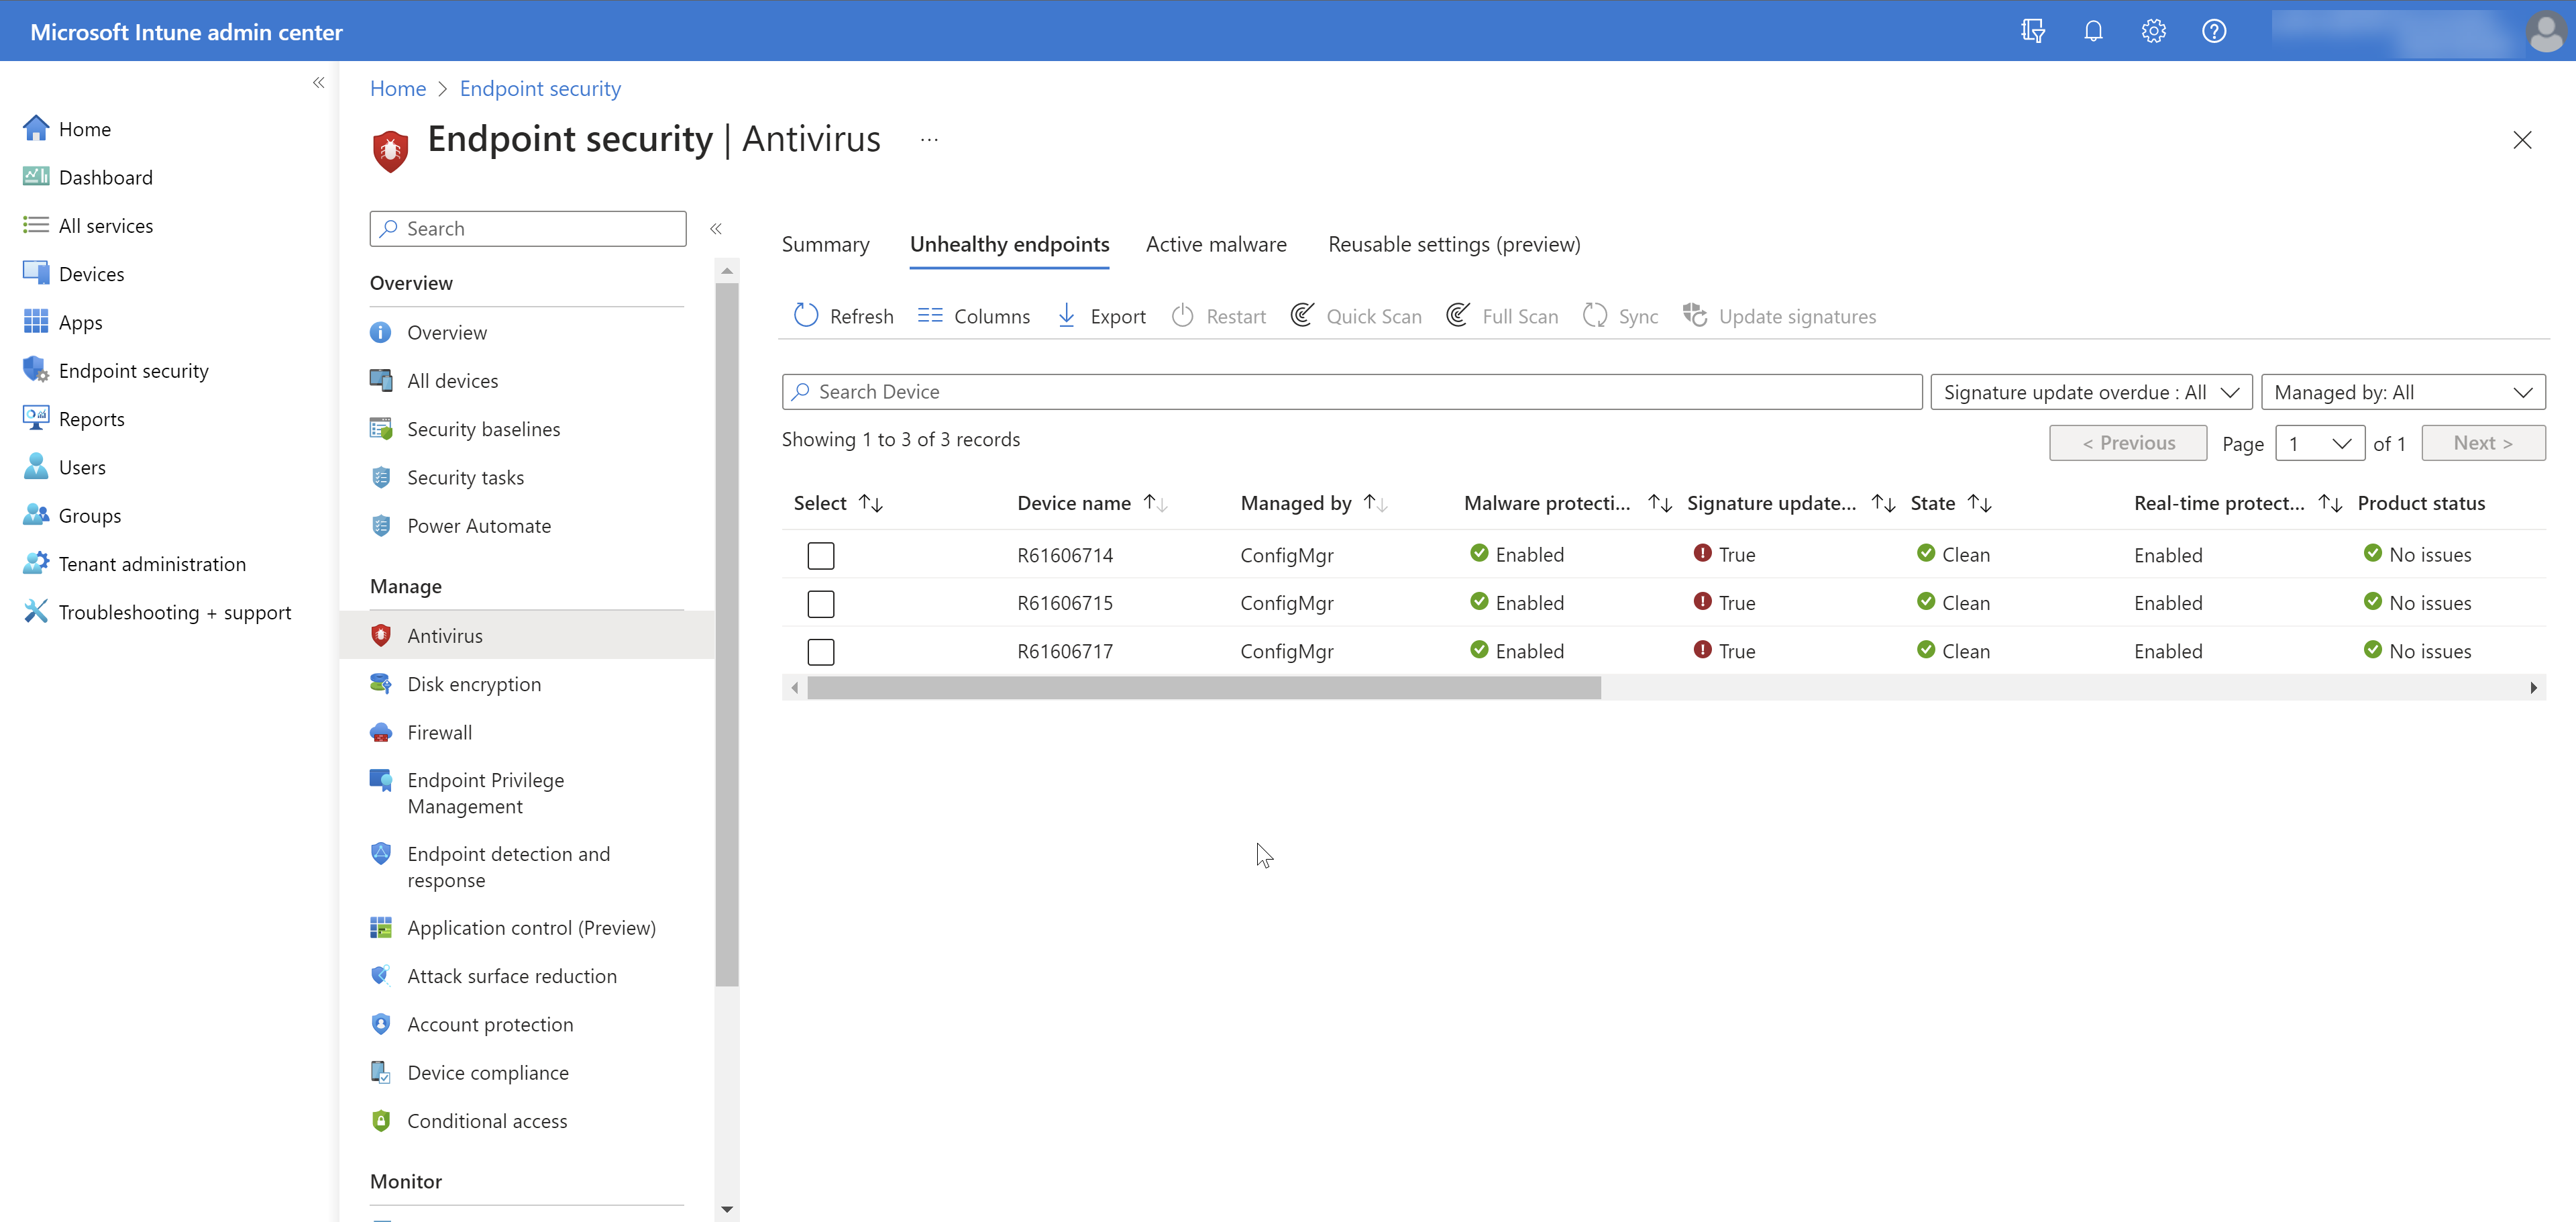 Microsoft Intune admin center
Home
Dashboard
All services
Devices
Apps
Endpoint security
Reports
Users
Groups
Tenant administration
Troubleshooting + support
Home > Endpoint security
Endpoint security | Antivirus ...
Search
Overview
Overview
All devices
Security baselines
Security tasks
Power Automate
Manage
Antivirus
Disk encryption
Firewall
Endpoint Privilege
Management
Endpoint detection and
response
Application control (Preview)
Attack surface reduction
Account protection
Device compliance
Conditional access
Monitor
Summary Unhealthy endpoints Active malware Reusable settings (preview)
Refresh Columns Export Restart Quick Scan Full Scan Sync Update signatures
Search Device Signature update overdue : All Managed by: All
Showing 1 to 3 of 3 records
< Previous Page 1 of 1 Next >
Select Device name Managed by Malware protecti... Signature update... State Real-time protect... Product status
R61606714 ConfigMgr Enabled True Clean Enabled No issues
R61606715 ConfigMgr Enabled True Clean Enabled No issues
R61606717 ConfigMgr Enabled True Clean Enabled No issues